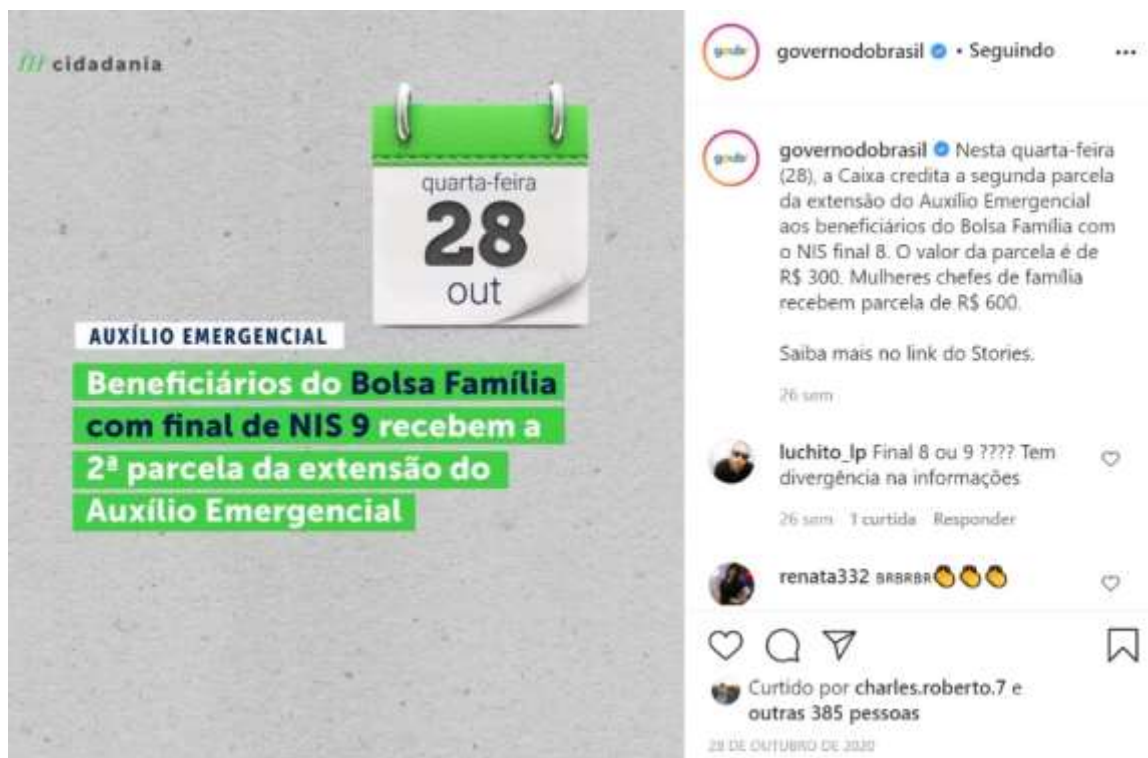 cidadania
quarta-feira
28
out
AUXÍLIO EMERGENCIAL
Beneficiários do Bolsa Família
com final de NIS 9 recebem a
2ª parcela da extensão do
Auxílio Emergencial
governodobrasil • Seguindo
governodobrasil Nesta quarta-feira
(28), a Caixa credita a segunda parcela
da extensão do Auxílio Emergencial
aos beneficiários do Bolsa Família com
o NIS final 8. O valor da parcela é de
R$ 300. Mulheres chefes de família
recebem parcela de R$ 600.
Saiba mais no link do Stories.
26 sem
luchito_lp Final 8 ou 9 ???? Tem
divergência na informações
26 sem 1 curtida Responder
renata332 BRBRBR👏👏👏
Curtido por charles.roberto.7 e
outras 385 pessoas
28 DE OUTUBRO DE 2020